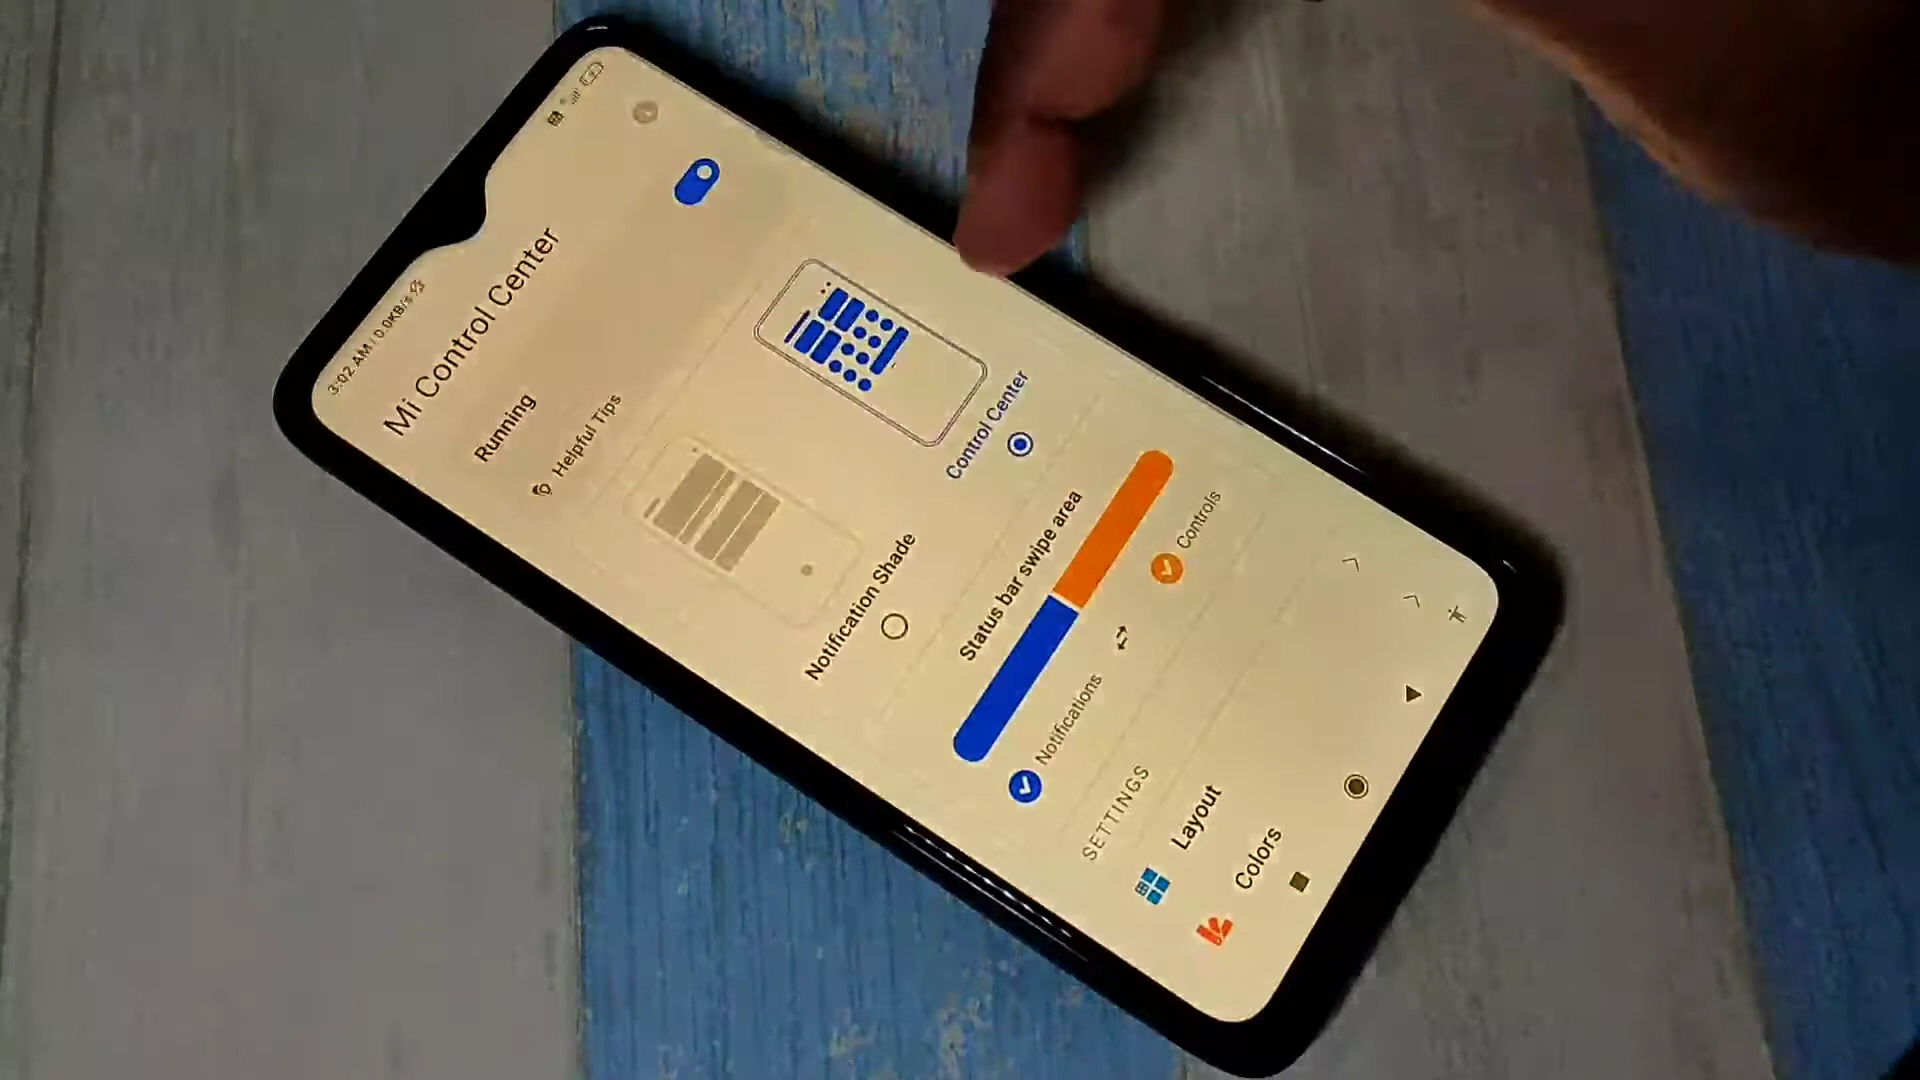 3:02 AM | 0.0KB/s
Mi Control Center
Running
Helpful Tips
Notification Shade
Control Center
Status bar swipe area
Notifications
Controls
SETTINGS
Layout
Colors